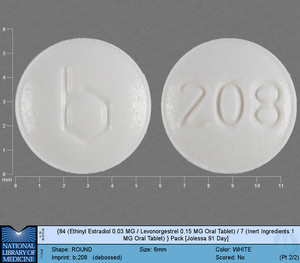 6
5
4
3
2
1
0
mm
b
208
0 1 2 3 4 5 6 7 8 9 10 11
{84 (Ethinyl Estradiol 0.03 MG / Levonorgestrel 0.15 MG Oral Tablet) / 7 (Inert Ingredients 1
MG Oral Tablet) } Pack [Jolessa 91 Day]
Shape: ROUND Size: 6mm Color: WHITE
Imprint: b;208 (debossed) Scored: No (Pt 2/2)
NATIONAL
LIBRARY OF
MEDICINE